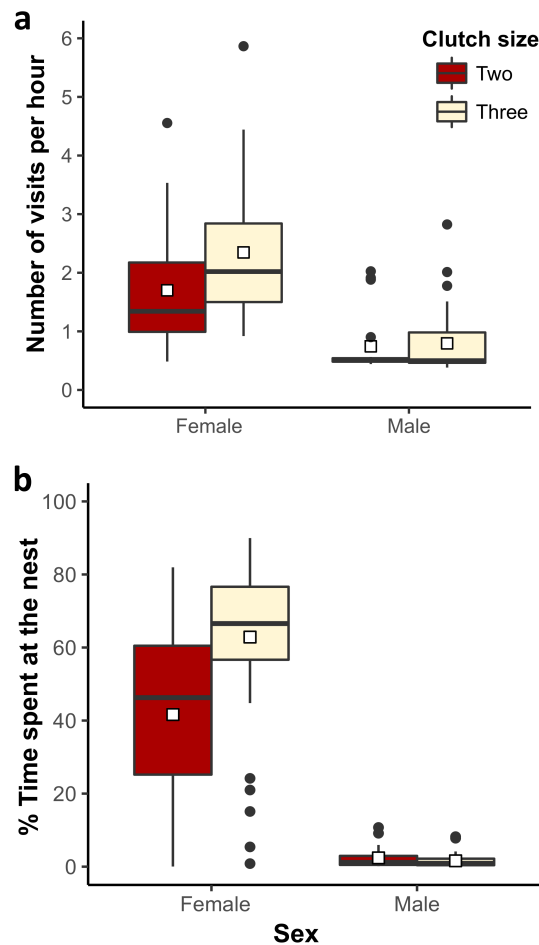 a
Number of visits per hour
6
5
4
3
2
1
0
Clutch size
Two
Three
Female
Male
b
% Time spent at the nest
100
80
60
40
20
0
Female
Male
Sex